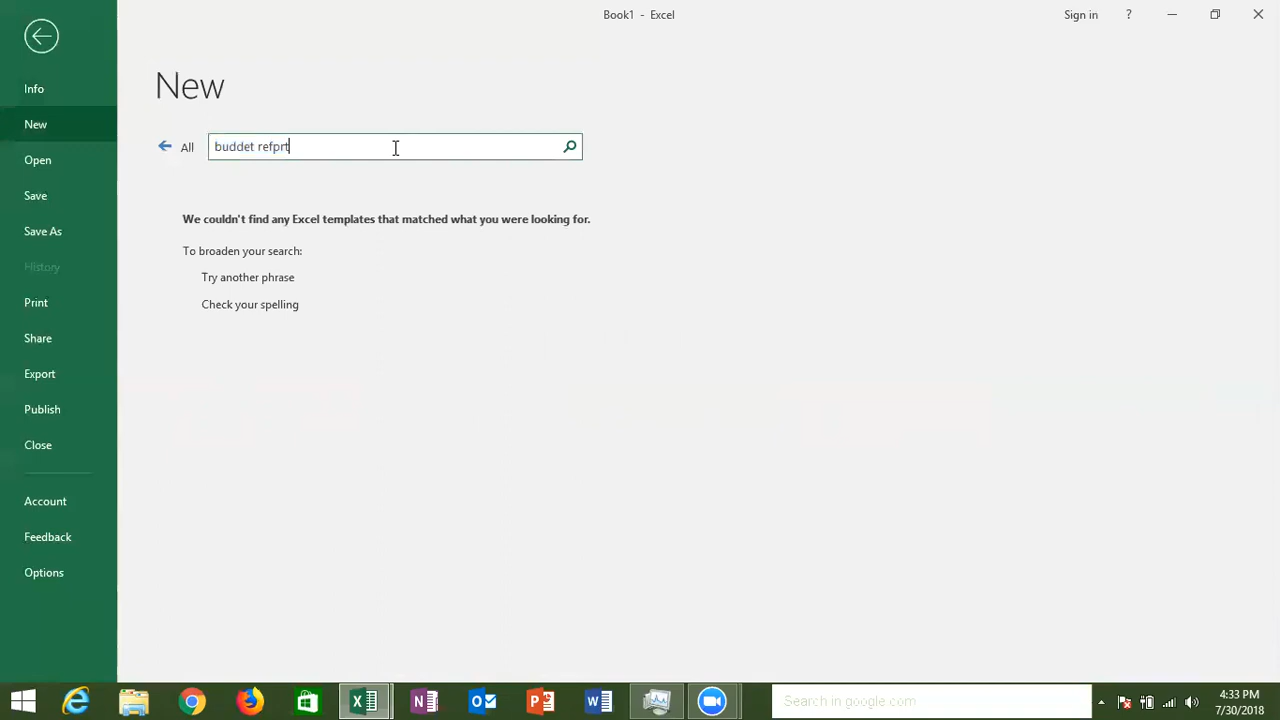 Book1 - Excel
Sign in
?
New
Info
New
Open
Save
Save As
History
Print
Share
Export
Publish
Close
Account
Feedback
Options
All
buddet refprt
We couldn't find any Excel templates that matched what you were looking for.
To broaden your search:
Try another phrase
Check your spelling
Search in google.com
4:33 PM
7/30/2018